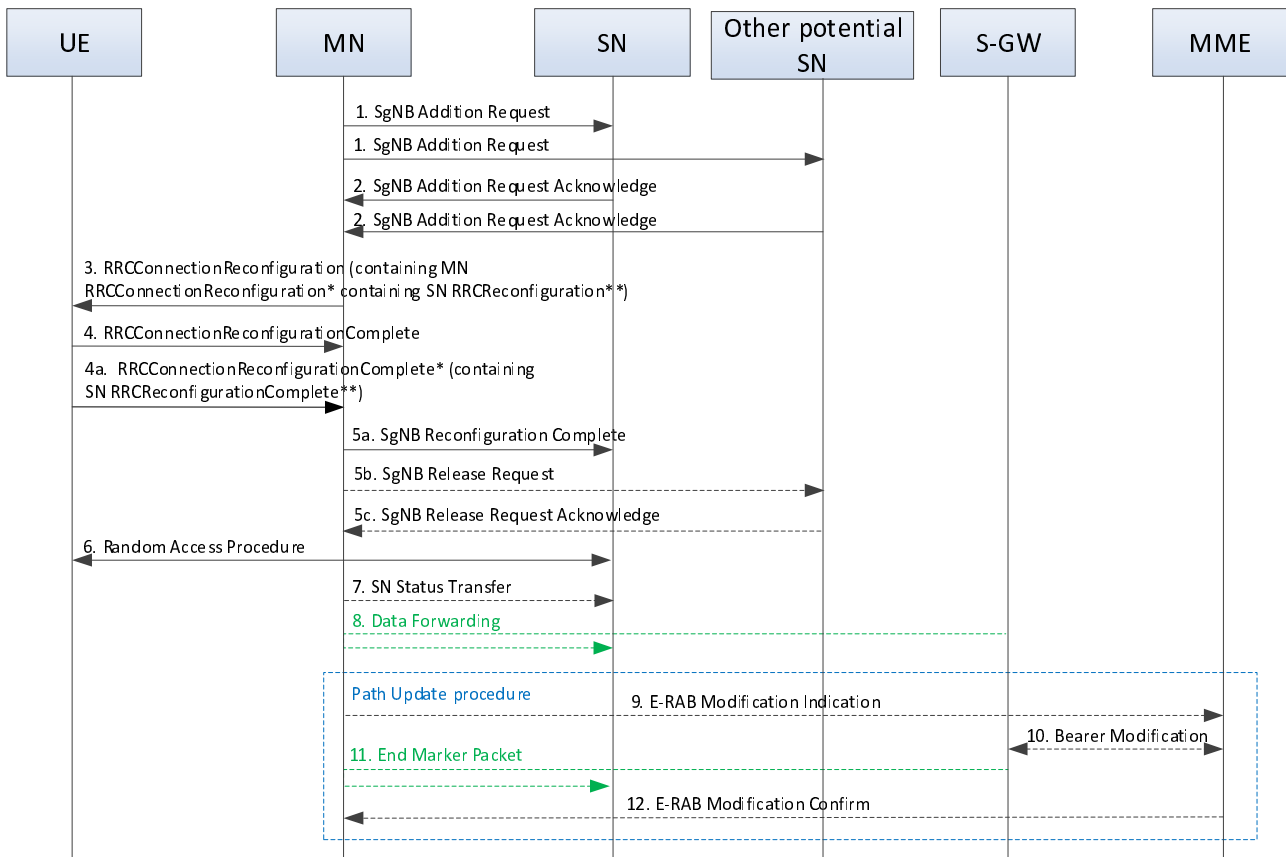 UE
MN
SN
Other potential
SN
S-GW
MME
1. SgNB Addition Request
1. SgNB Addition Request
2. SgNB Addition Request Acknowledge
2. SgNB Addition Request Acknowledge
3. RRCConnectionReconfiguration (containing MN
RRCConnectionReconfiguration* containing SN RRCReconfiguration**)
4. RRCConnectionReconfigurationComplete
4a. RRCConnectionReconfigurationComplete* (containing
SN RRCReconfigurationComplete**)
5a. SgNB Reconfiguration Complete
5b. SgNB Release Request
5c. SgNB Release Request Acknowledge
6. Random Access Procedure
7. SN Status Transfer
8. Data Forwarding
Path Update procedure
9. E-RAB Modification Indication
10. Bearer Modification
11. End Marker Packet
12. E-RAB Modification Confirm